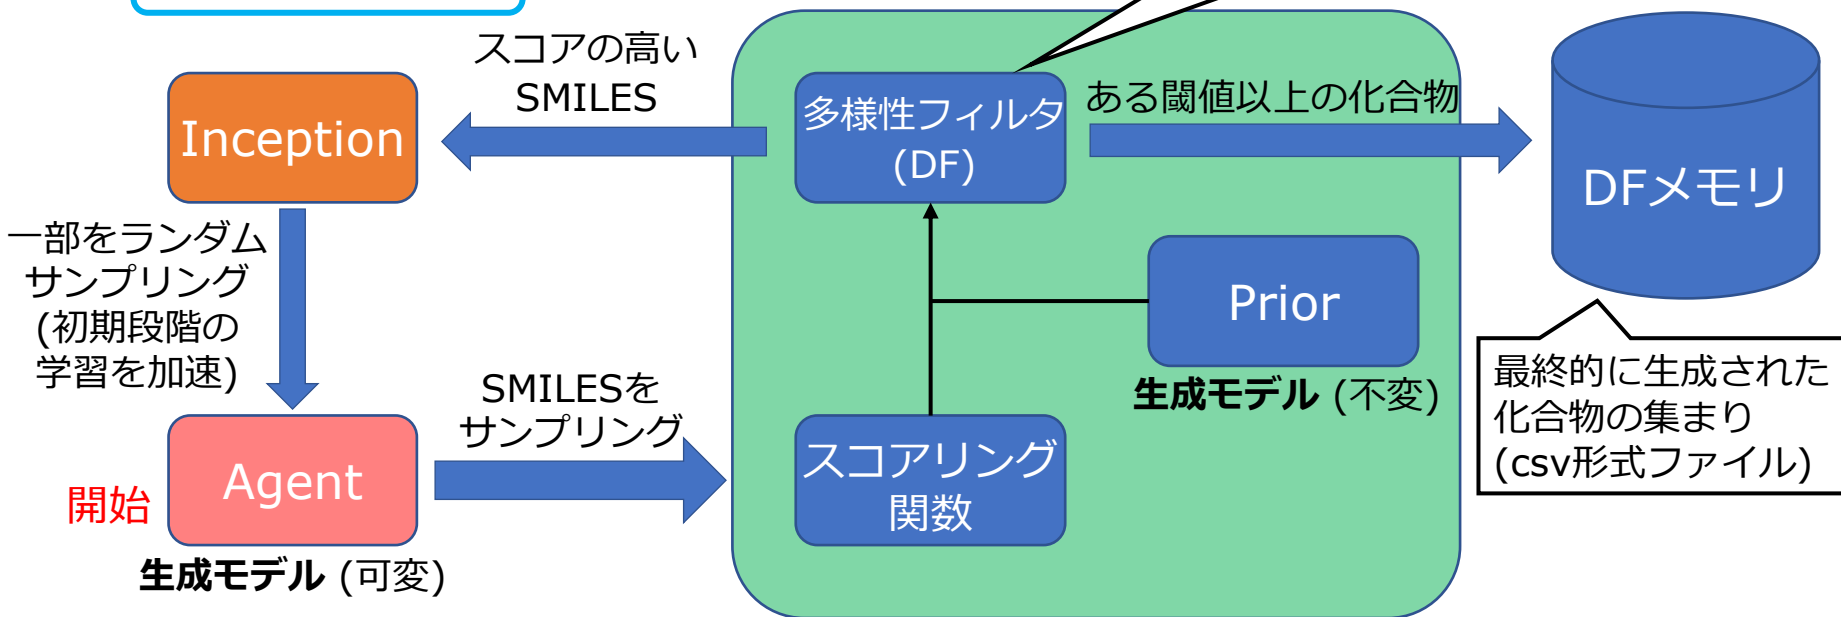 スコアの高い
SMILES
Inception
多様性フィルタ
(DF)
ある閾値以上の化合物
DFメモリ
一部をランダム
サンプリング
(初期段階の
学習を加速)
Prior
生成モデル (不変)
最終的に生成された
化合物の集まり
(csv形式ファイル)
SMILESを
サンプリング
開始
Agent
生成モデル (可変)
スコアリング
関数